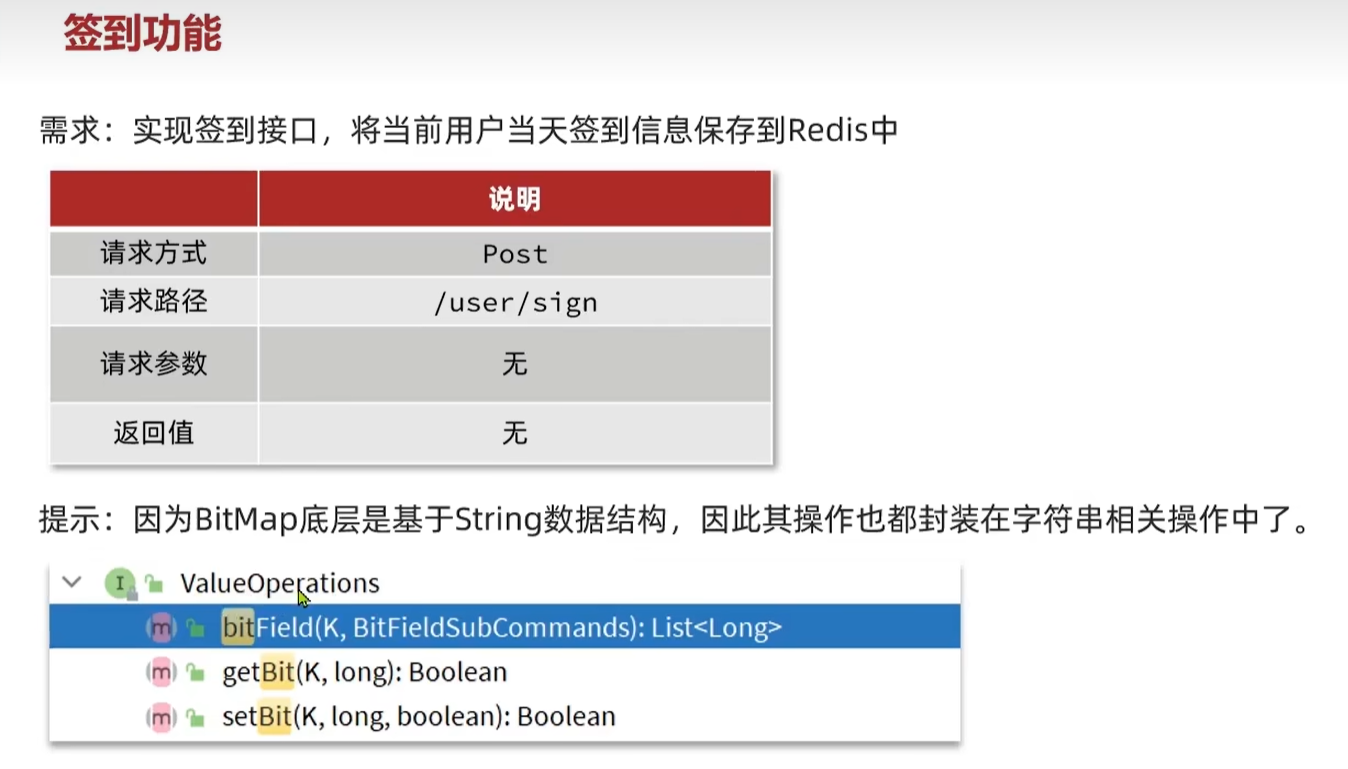 签到功能
需求：实现签到接口，将当前用户当天签到信息保存到Redis中
说明
请求方式 Post
请求路径 /user/sign
请求参数 无
返回值 无
提示：因为BitMap底层是基于String数据结构，因此其操作也都封装在字符串相关操作中了。
I ValueOperations
m bitField(K, BitFieldSubCommands): List<Long>
m getBit(K, long): Boolean
m setBit(K, long, boolean): Boolean